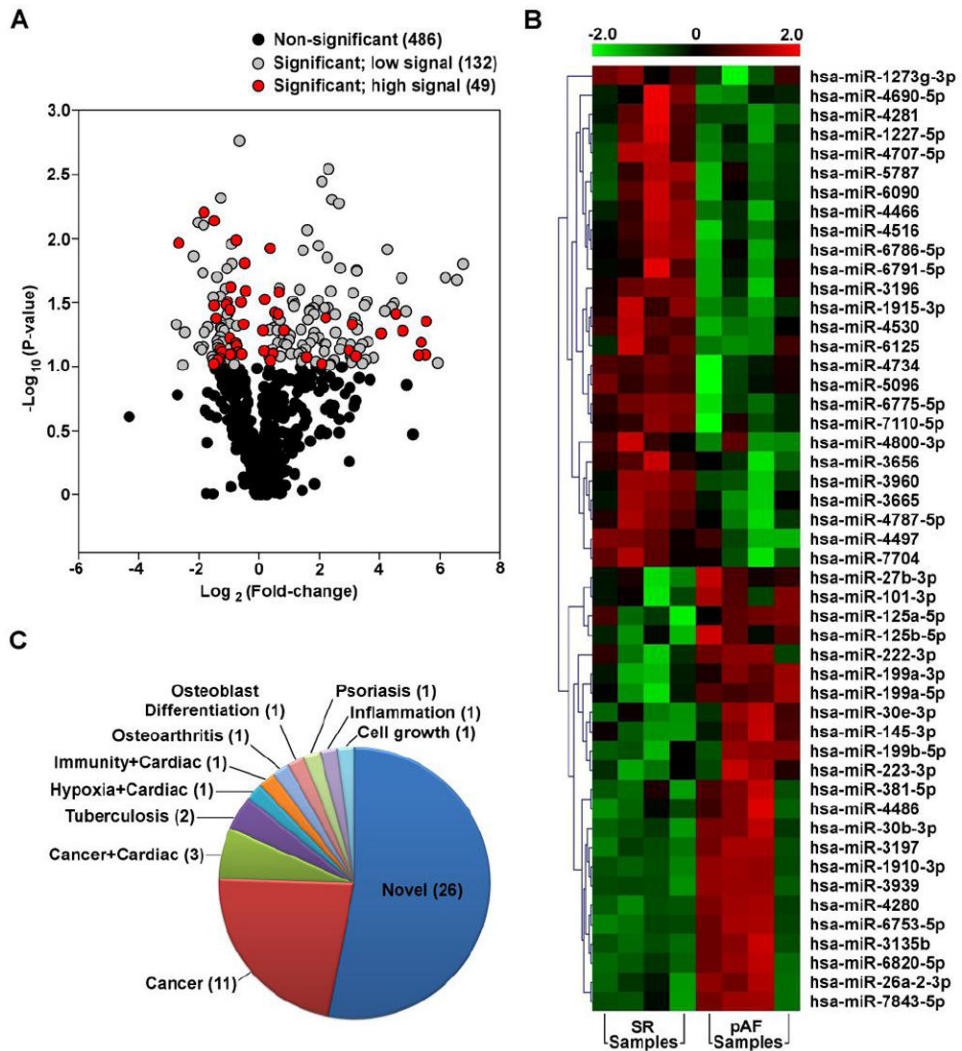 A
Non-significant (486)
Significant; low signal (132)
Significant; high signal (49)
3.0
2.5
2.0
1.5
1.0
0.5
0
-Log10 (P-value)
-6
-4
-2
0
2
4
6
8
Log2 (Fold-change)
B
-2.0
0
2.0
hsa-miR-1273g-3p
hsa-miR-4690-5p
hsa-miR-4281
hsa-miR-1227-5p
hsa-miR-4707-5p
hsa-miR-5787
hsa-miR-6090
hsa-miR-4466
hsa-miR-4516
hsa-miR-6786-5p
hsa-miR-6791-5p
hsa-miR-3196
hsa-miR-1915-3p
hsa-miR-4530
hsa-miR-6125
hsa-miR-4734
hsa-miR-5096
hsa-miR-6775-5p
hsa-miR-7110-5p
hsa-miR-4800-3p
hsa-miR-3656
hsa-miR-3960
hsa-miR-3665
hsa-miR-4787-5p
hsa-miR-4497
hsa-miR-7704
hsa-miR-27b-3p
hsa-miR-101-3p
hsa-miR-125a-5p
hsa-miR-125b-5p
hsa-miR-222-3p
hsa-miR-199a-3p
hsa-miR-199a-5p
hsa-miR-30e-3p
hsa-miR-145-3p
hsa-miR-199b-5p
hsa-miR-223-3p
hsa-miR-381-5p
hsa-miR-4486
hsa-miR-30b-3p
hsa-miR-3197
hsa-miR-1910-3p
hsa-miR-3939
hsa-miR-4280
hsa-miR-6753-5p
hsa-miR-3135b
hsa-miR-6820-5p
hsa-miR-26a-2-3p
hsa-miR-7843-5p
SR
Samples
pAF
Samples
C
Osteoblast
Differentiation (1)
Psoriasis (1)
Inflammation (1)
Cell growth (1)
Osteoarthritis (1)
Immunity+Cardiac (1)
Hypoxia+Cardiac (1)
Tuberculosis (2)
Cancer+Cardiac (3)
Novel (26)
Cancer (11)